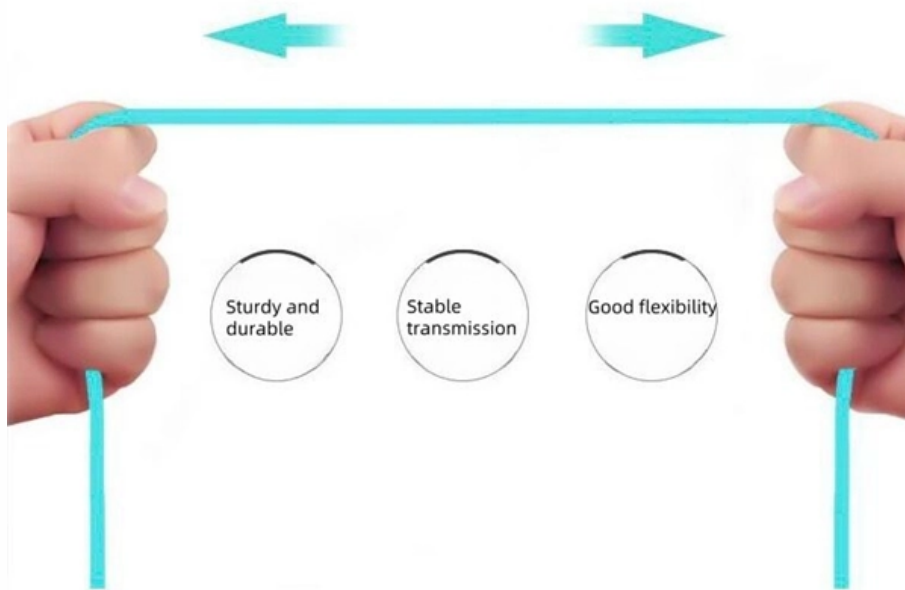 Sturdy and
durable
Stable
transmission
Good flexibility